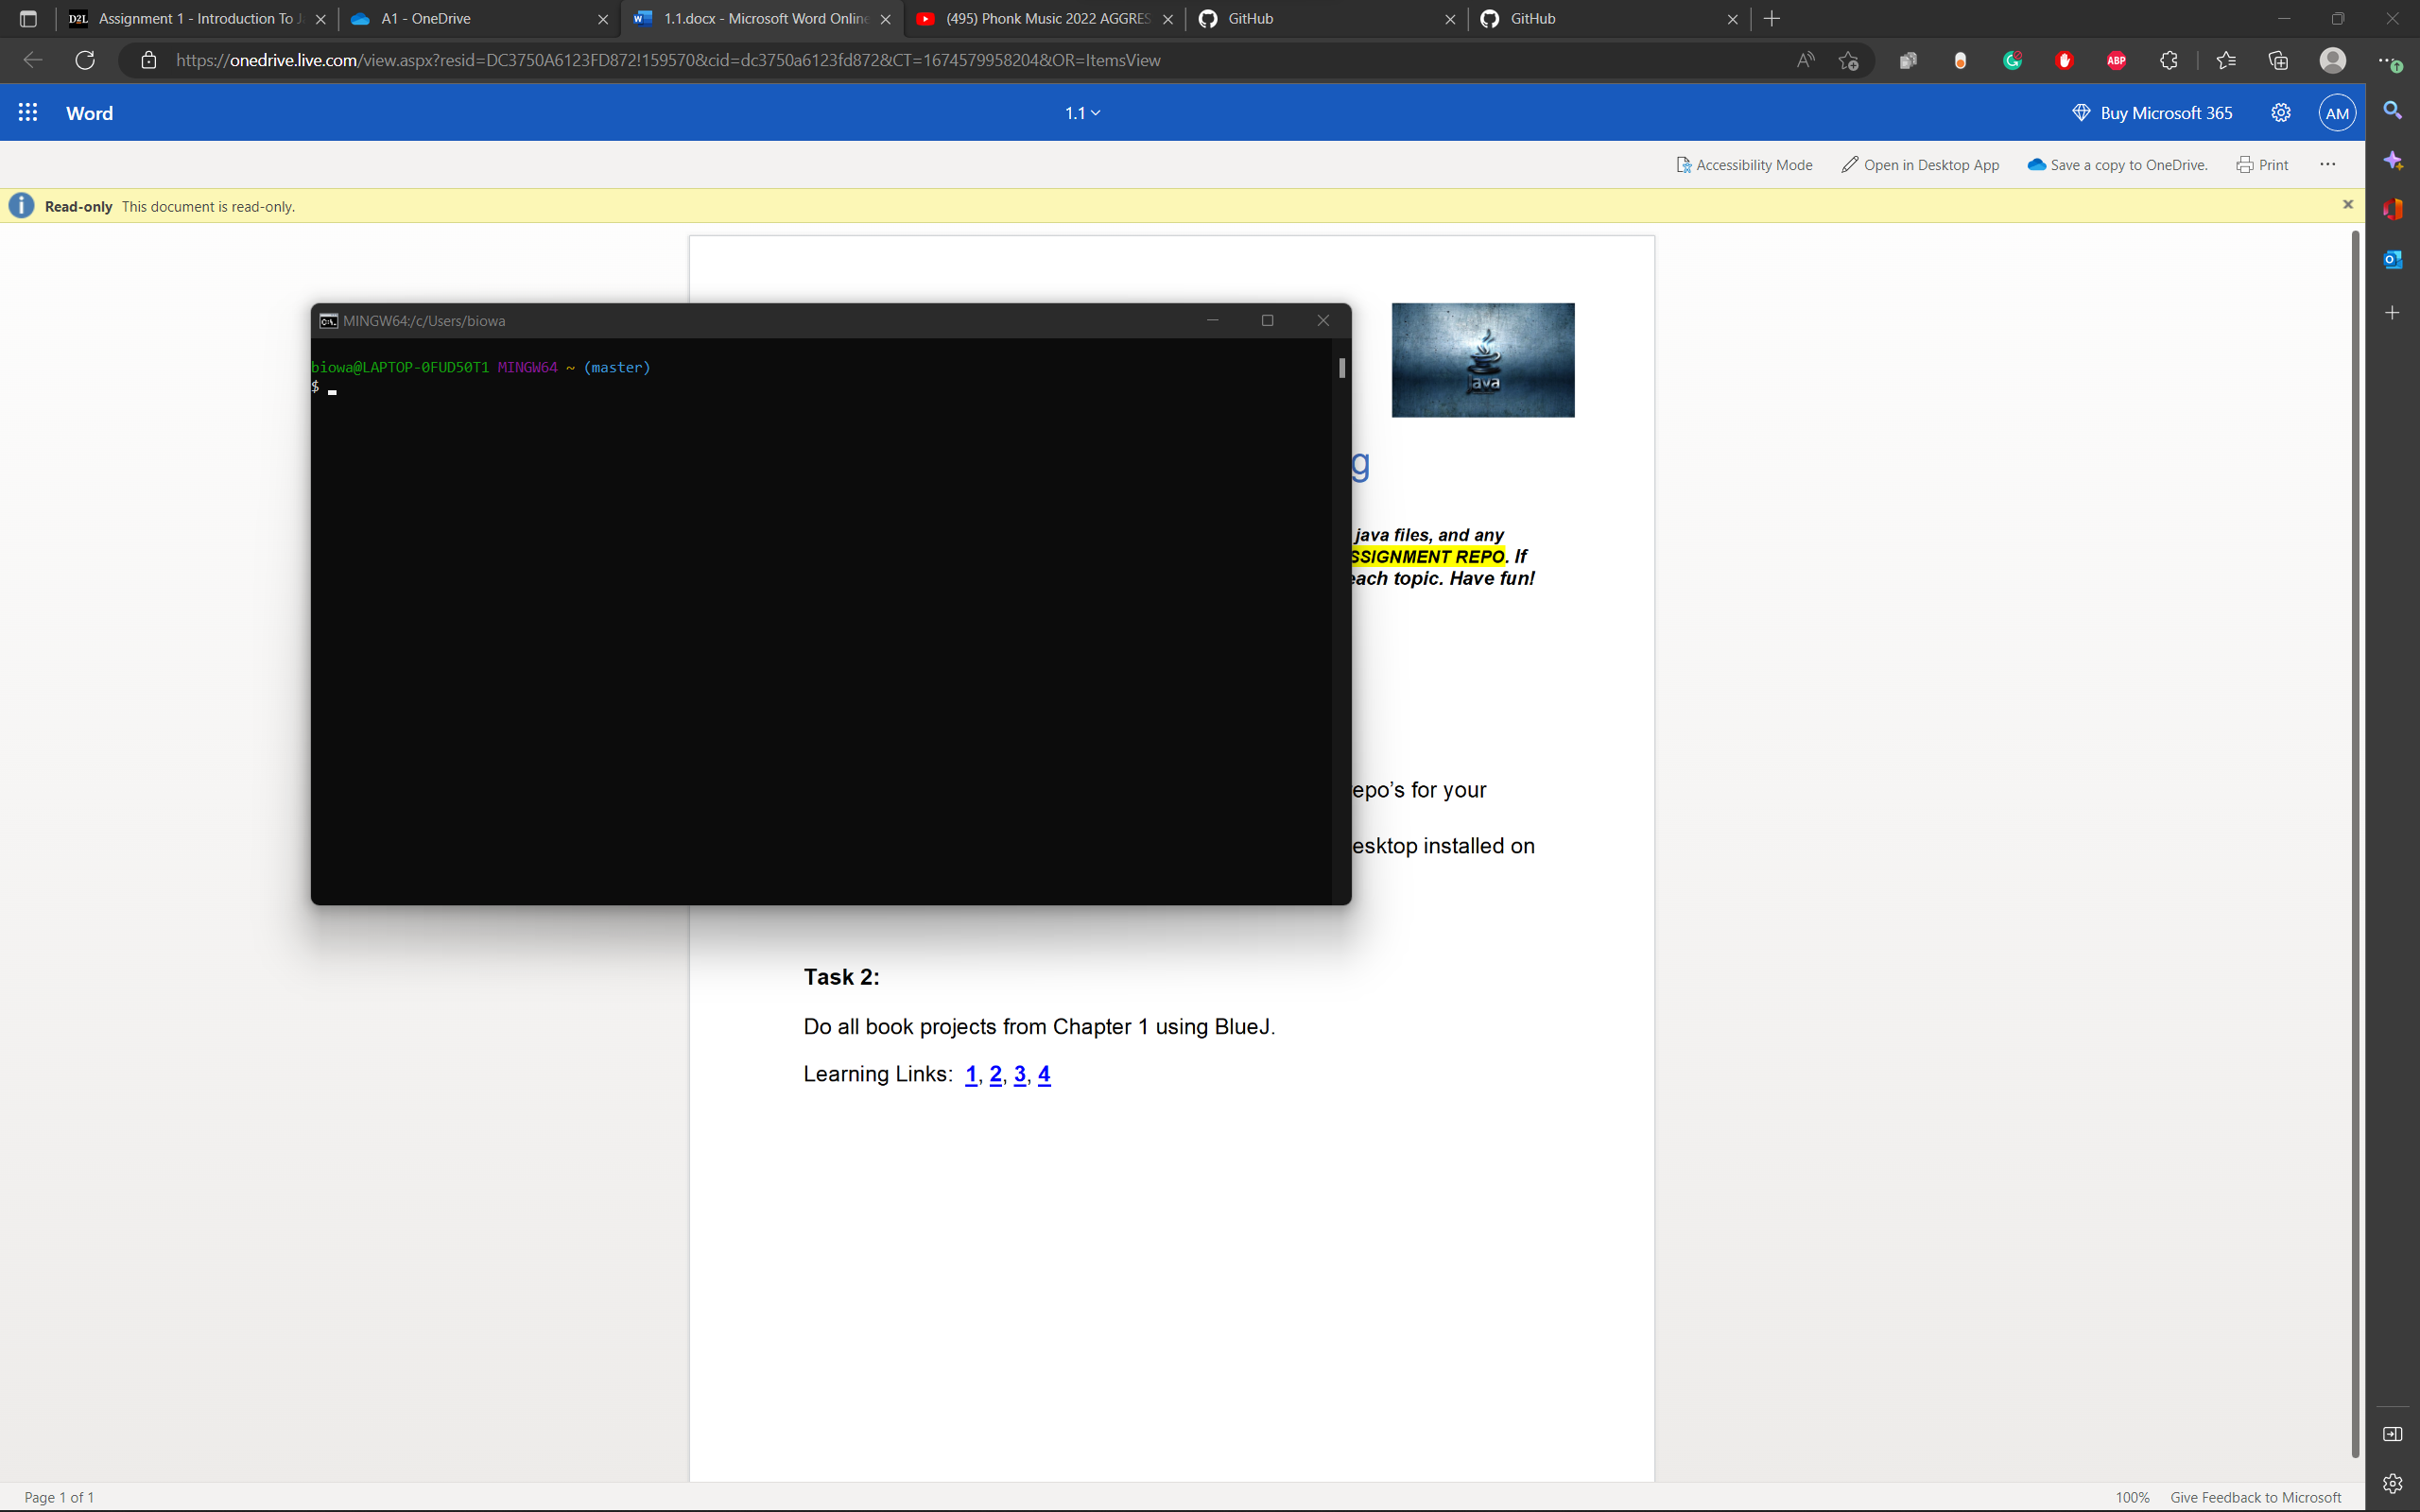 Assignment 1 - Introduction To J
A1 - OneDrive
1.1.docx - Microsoft Word Online
(495) Phonk Music 2022 AGGRES
GitHub
GitHub
https://onedrive.live.com/view.aspx?resid=DC3750A6123FD872!159570&cid=dc3750a6123fd872&CT=1674579958204&OR=ItemsView
ABP
Word
1.1
Buy Microsoft 365
AM
Accessibility Mode
Open in Desktop App
Save a copy to OneDrive.
Print
Read-only This document is read-only.
MINGW64:/c/Users/biowa
biowa@LAPTOP-0FUD50T1 MINGW64 ~ (master)
$
Java
g
java files, and any
SSIGNMENT REPO. If
each topic. Have fun!
epo’s for your
esktop installed on
Task 2:
Do all book projects from Chapter 1 using BlueJ.
Learning Links: 1, 2, 3, 4
Page 1 of 1
100%
Give Feedback to Microsoft